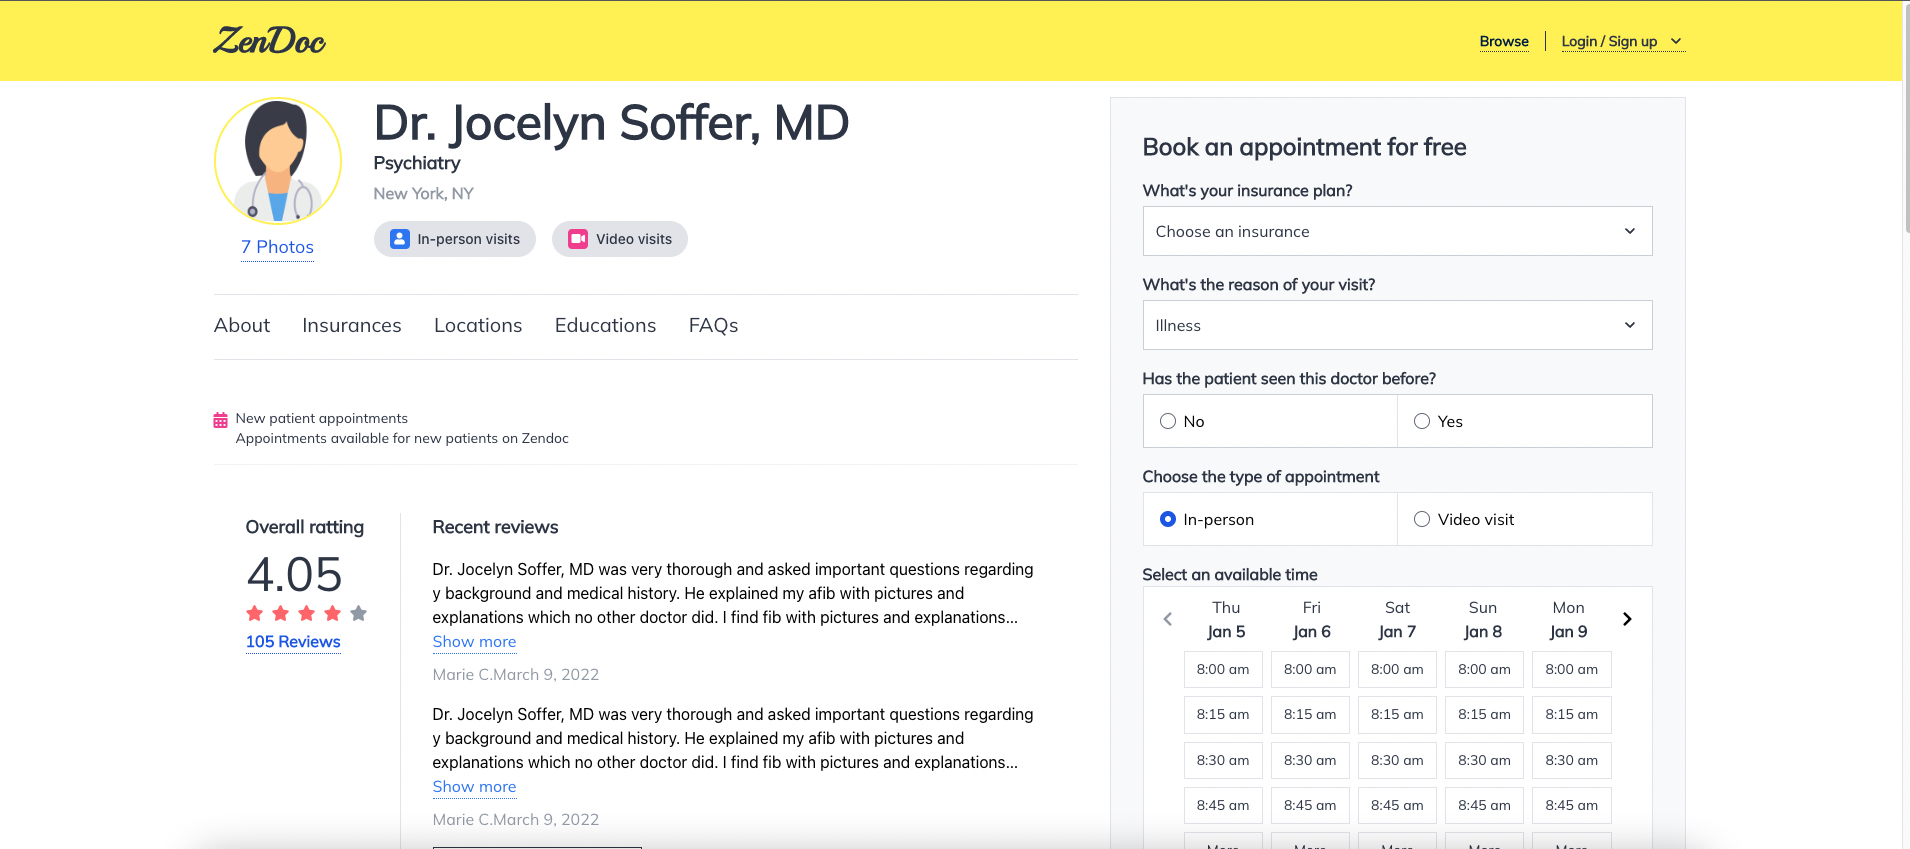 ZenDoc
Browse
Login / Sign up
Dr. Jocelyn Soffer, MD
Psychiatry
New York, NY
In-person visits
Video visits
7 Photos
About
Insurances
Locations
Educations
FAQs
New patient appointments
Appointments available for new patients on Zendoc
Overall ratting
4.05
105 Reviews
Recent reviews
Dr. Jocelyn Soffer, MD was very thorough and asked important questions regarding
y background and medical history. He explained my afib with pictures and
explanations which no other doctor did. I find fib with pictures and explanations...
Show more
Marie C.March 9, 2022
Dr. Jocelyn Soffer, MD was very thorough and asked important questions regarding
y background and medical history. He explained my afib with pictures and
explanations which no other doctor did. I find fib with pictures and explanations...
Show more
Marie C.March 9, 2022
Book an appointment for free
What's your insurance plan?
Choose an insurance
What's the reason of your visit?
Illness
Has the patient seen this doctor before?
No
Yes
Choose the type of appointment
In-person
Video visit
Select an available time
Thu Fri Sat Sun Mon
Jan 5 Jan 6 Jan 7 Jan 8 Jan 9
8:00 am 8:00 am 8:00 am 8:00 am 8:00 am
8:15 am 8:15 am 8:15 am 8:15 am 8:15 am
8:30 am 8:30 am 8:30 am 8:30 am 8:30 am
8:45 am 8:45 am 8:45 am 8:45 am 8:45 am
More More More More More